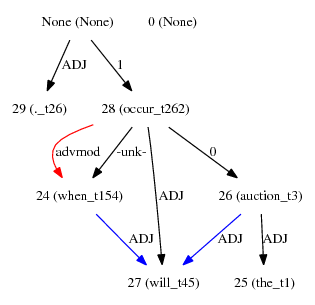 None (None) 0 (None)
ADJ 1
29 (._t26) 28 (occur_t262)
advmod -unk- 0
24 (when_t154) ADJ 26 (auction_t3)
ADJ ADJ ADJ
27 (will_t45) 25 (the_t1)